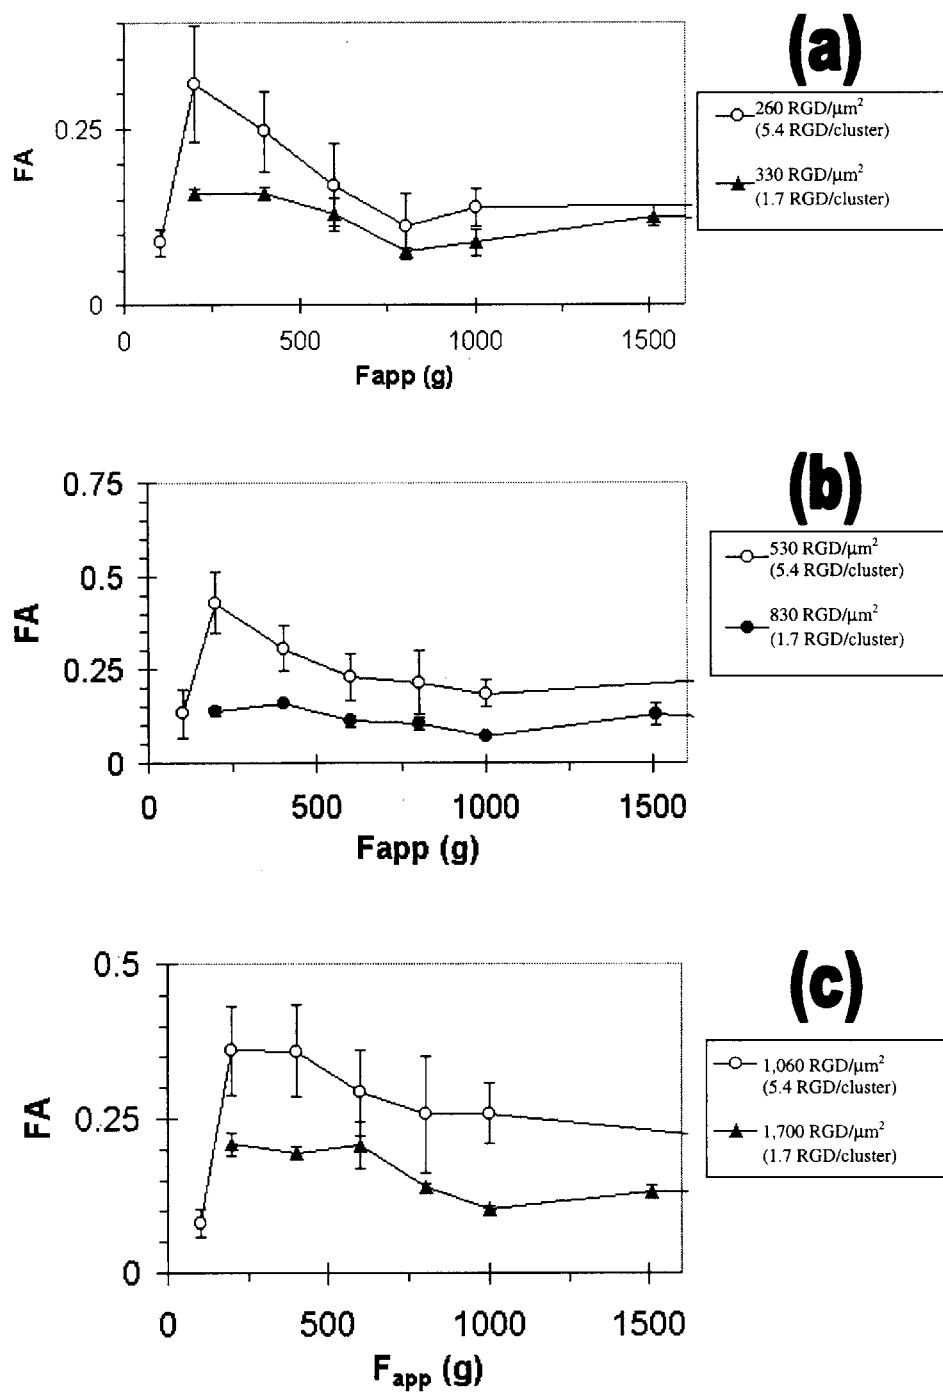 (a)
0.25
0
FA
0
500
1000
1500
Fapp (g)
260 RGD/μm²
(5.4 RGD/cluster)
330 RGD/μm²
(1.7 RGD/cluster)
(b)
0.75
0.5
0.25
0
FA
0
500
1000
1500
Fapp (g)
530 RGD/μm²
(5.4 RGD/cluster)
830 RGD/μm²
(1.7 RGD/cluster)
(c)
0.5
0.25
0
FA
0
500
1000
1500
Fapp (g)
1,060 RGD/μm²
(5.4 RGD/cluster)
1,700 RGD/μm²
(1.7 RGD/cluster)